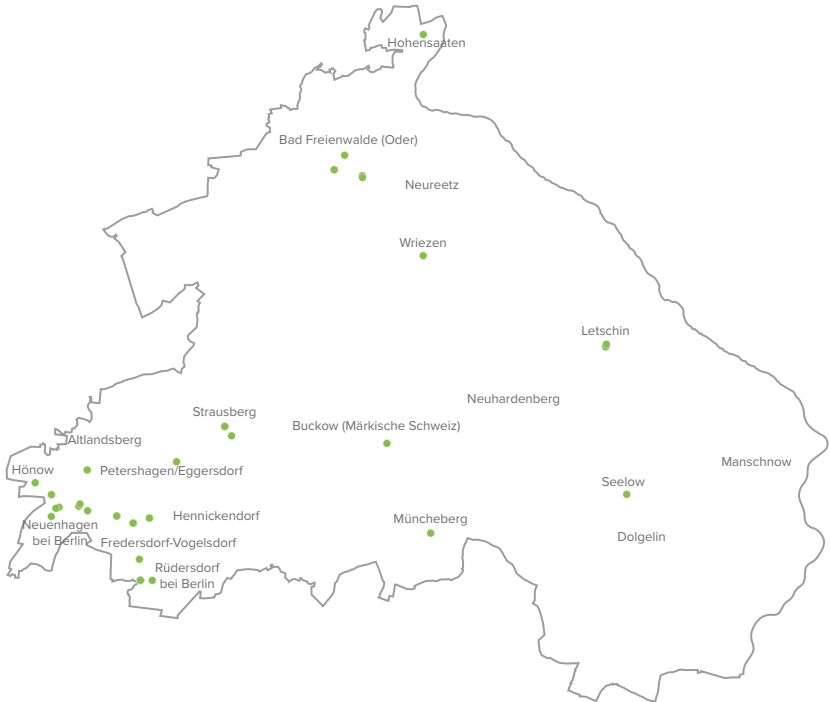 Hohensaaten
Bad Freienwalde (Oder)
Neureetz
Wriezen
Letschin
Neuhardenberg
Strausberg
Buckow (Märkische Schweiz)
Altlandsberg
Manschnow
Hönow
Petershagen/Eggersdorf
Seelow
Hennickendorf
Müncheberg
Neuenhagen
bei Berlin
Dolgelin
Fredersdorf-Vogelsdorf
Rüdersdorf
bei Berlin